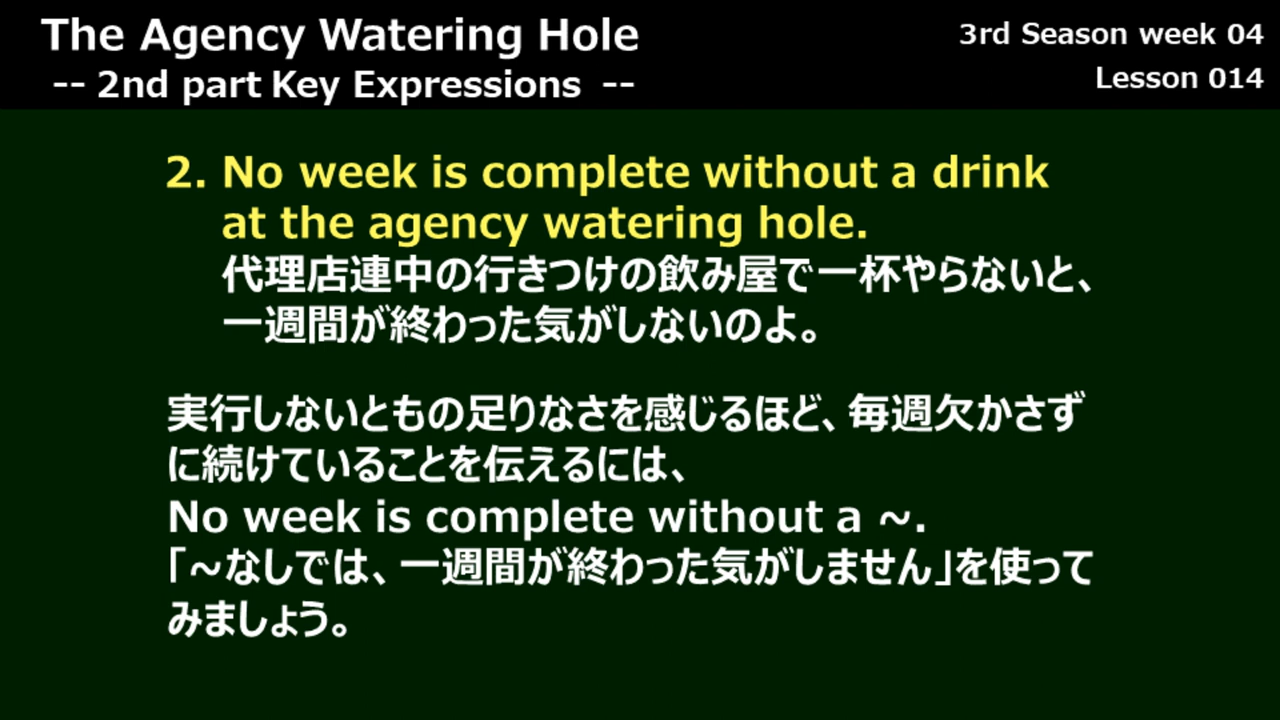 The Agency Watering Hole
-- 2nd part Key Expressions --
3rd Season week 04
Lesson 014
2. No week is complete without a drink
at the agency watering hole.
代理店連中の行きつけの飲み屋で一杯やらないと、
一週間が終わった気がしないのよ。
実行しないともの足りなさを感じるほど、毎週欠かさず
に続けていることを伝えるには、
No week is complete without a ~.
「~なしでは、一週間が終わった気がしません」を使って
みましょう。